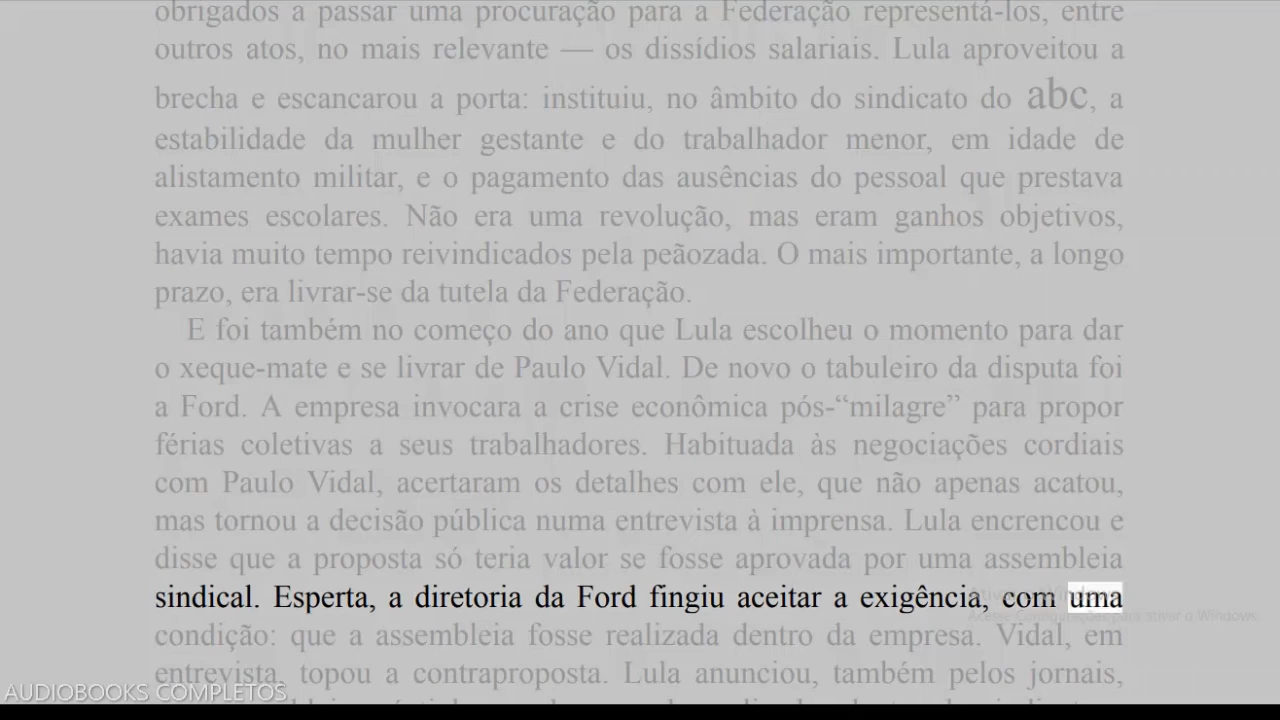 obrigados a passar uma procuração para a Federação representá-los, entre
outros atos, no mais relevante — os dissídios salariais. Lula aproveitou a
brecha e escancarou a porta: instituiu, no âmbito do sindicato do abc, a
estabilidade da mulher gestante e do trabalhador menor, em idade de
alistamento militar, e o pagamento das ausências do pessoal que prestava
exames escolares. Não era uma revolução, mas eram ganhos objetivos,
havia muito tempo reivindicados pela peãozada. O mais importante, a longo
prazo, era livrar-se da tutela da Federação.
E foi também no começo do ano que Lula escolheu o momento para dar
o xeque-mate e se livrar de Paulo Vidal. De novo o tabuleiro da disputa foi
a Ford. A empresa invocara a crise econômica pós-“milagre” para propor
férias coletivas a seus trabalhadores. Habituada às negociações cordiais
com Paulo Vidal, acertaram os detalhes com ele, que não apenas acatou,
mas tornou a decisão pública numa entrevista à imprensa. Lula encrencou e
disse que a proposta só teria valor se fosse aprovada por uma assembleia
sindical. Esperta, a diretoria da Ford fingiu aceitar a exigência, com uma
Ativar o Windows
Acesse Configurações para ativar o Windows.
condição: que a assembleia fosse realizada dentro da empresa. Vidal, em
entrevista, topou a contraproposta. Lula anunciou, também pelos jornais,
AUDIOBOOKS COMPLETOS